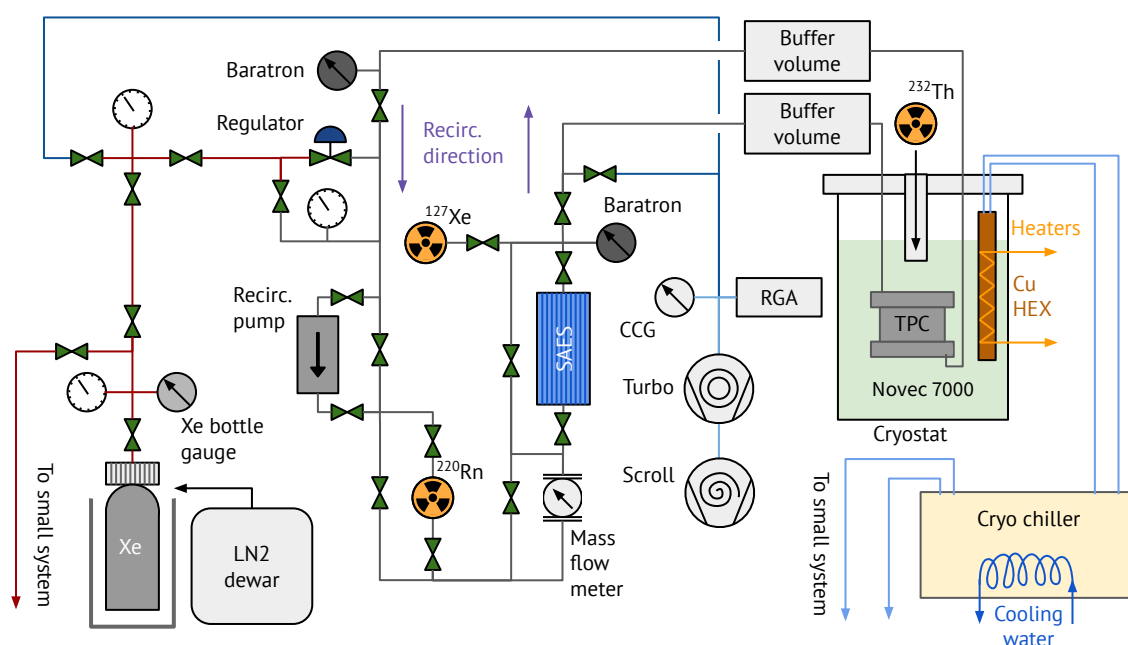 Buffer
volume
Baratron
232Th
Buffer
volume
Regulator
Recirc.
direction
127Xe
Baratron
Heaters
Recirc.
pump
RGA
Cu
HEX
CCG
TPC
SAES
Turbo
Novec 7000
Xe bottle
gauge
Cryostat
220Rn
Scroll
To small system
To small system
Cryo chiller
Xe
LN2
dewar
Mass
flow
meter
Cooling
water